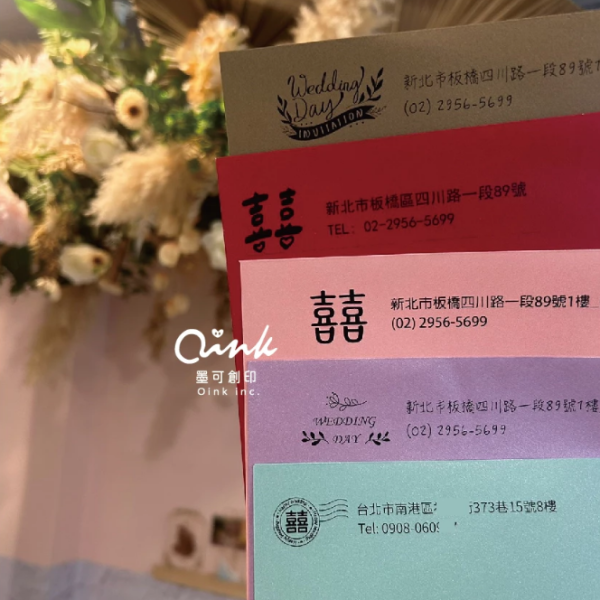 Wedding
Day
INVITATION
新北市板橋四川路一段89號1
(02) 2956-5699
囍
新北市板橋區四川路一段89號
TEL: 02-2956-5699
囍
新北市板橋四川路一段89號1樓
(02) 2956-5699
Oink
墨可創印
Oink inc.
WEDDING
DAY
新北市板橋四川路一段89號1樓
(02) 2956-5699
囍
台北市南港區
373巷15號8樓
Tel: 0908-060